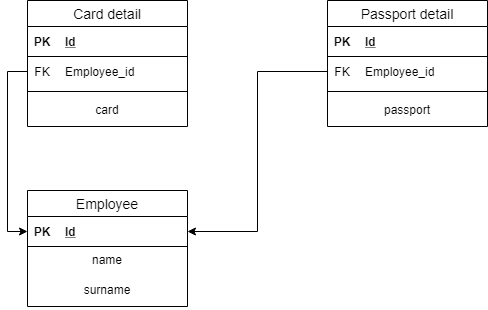 Card detail
PK Id
FK Employee_id
card
Passport detail
PK Id
FK Employee_id
passport
Employee
PK Id
name
surname